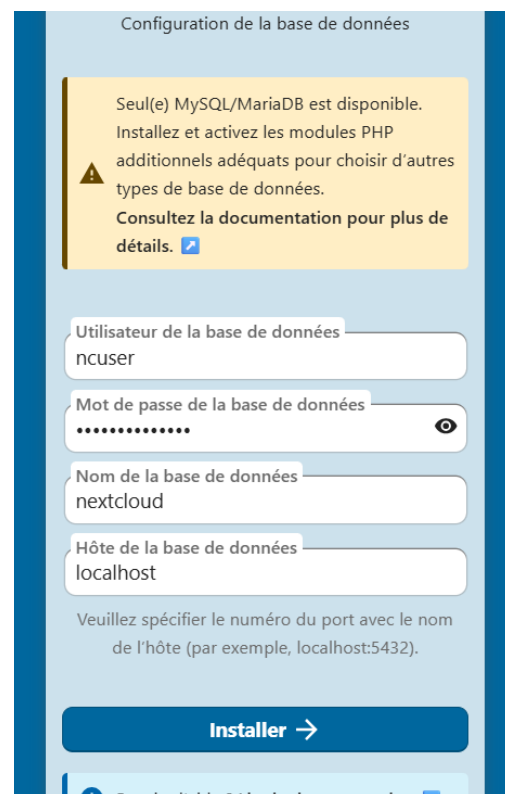 Configuration de la base de données
Seul(e) MySQL/MariaDB est disponible.
Installez et activez les modules PHP
additionnels adéquats pour choisir d’autres
types de base de données.
Consultez la documentation pour plus de
détails.
Utilisateur de la base de données
ncuser
Mot de passe de la base de données
••••••••••••••
Nom de la base de données
nextcloud
Hôte de la base de données
localhost
Veuillez spécifier le numéro du port avec le nom
de l’hôte (par exemple, localhost:5432).
Installer →